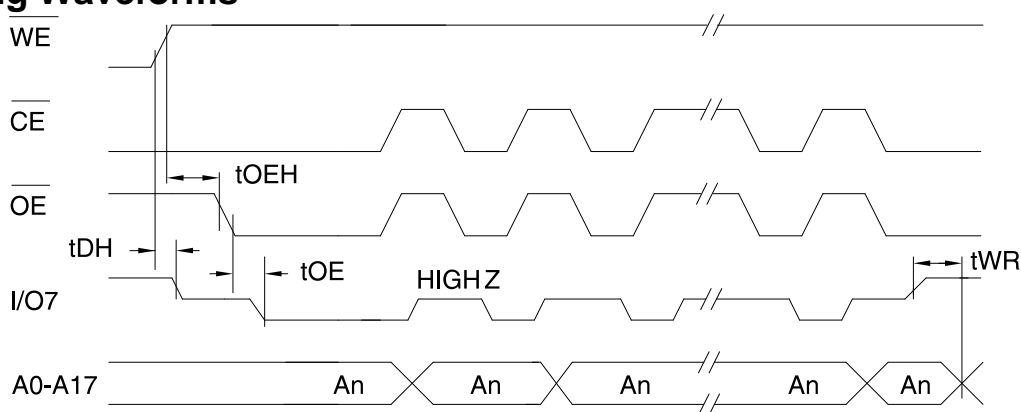 Waveforms
WE
CE
tOEH
OE
tDH
tOE
tWR
HIGH Z
I/O7
A0-A17 An An An An An